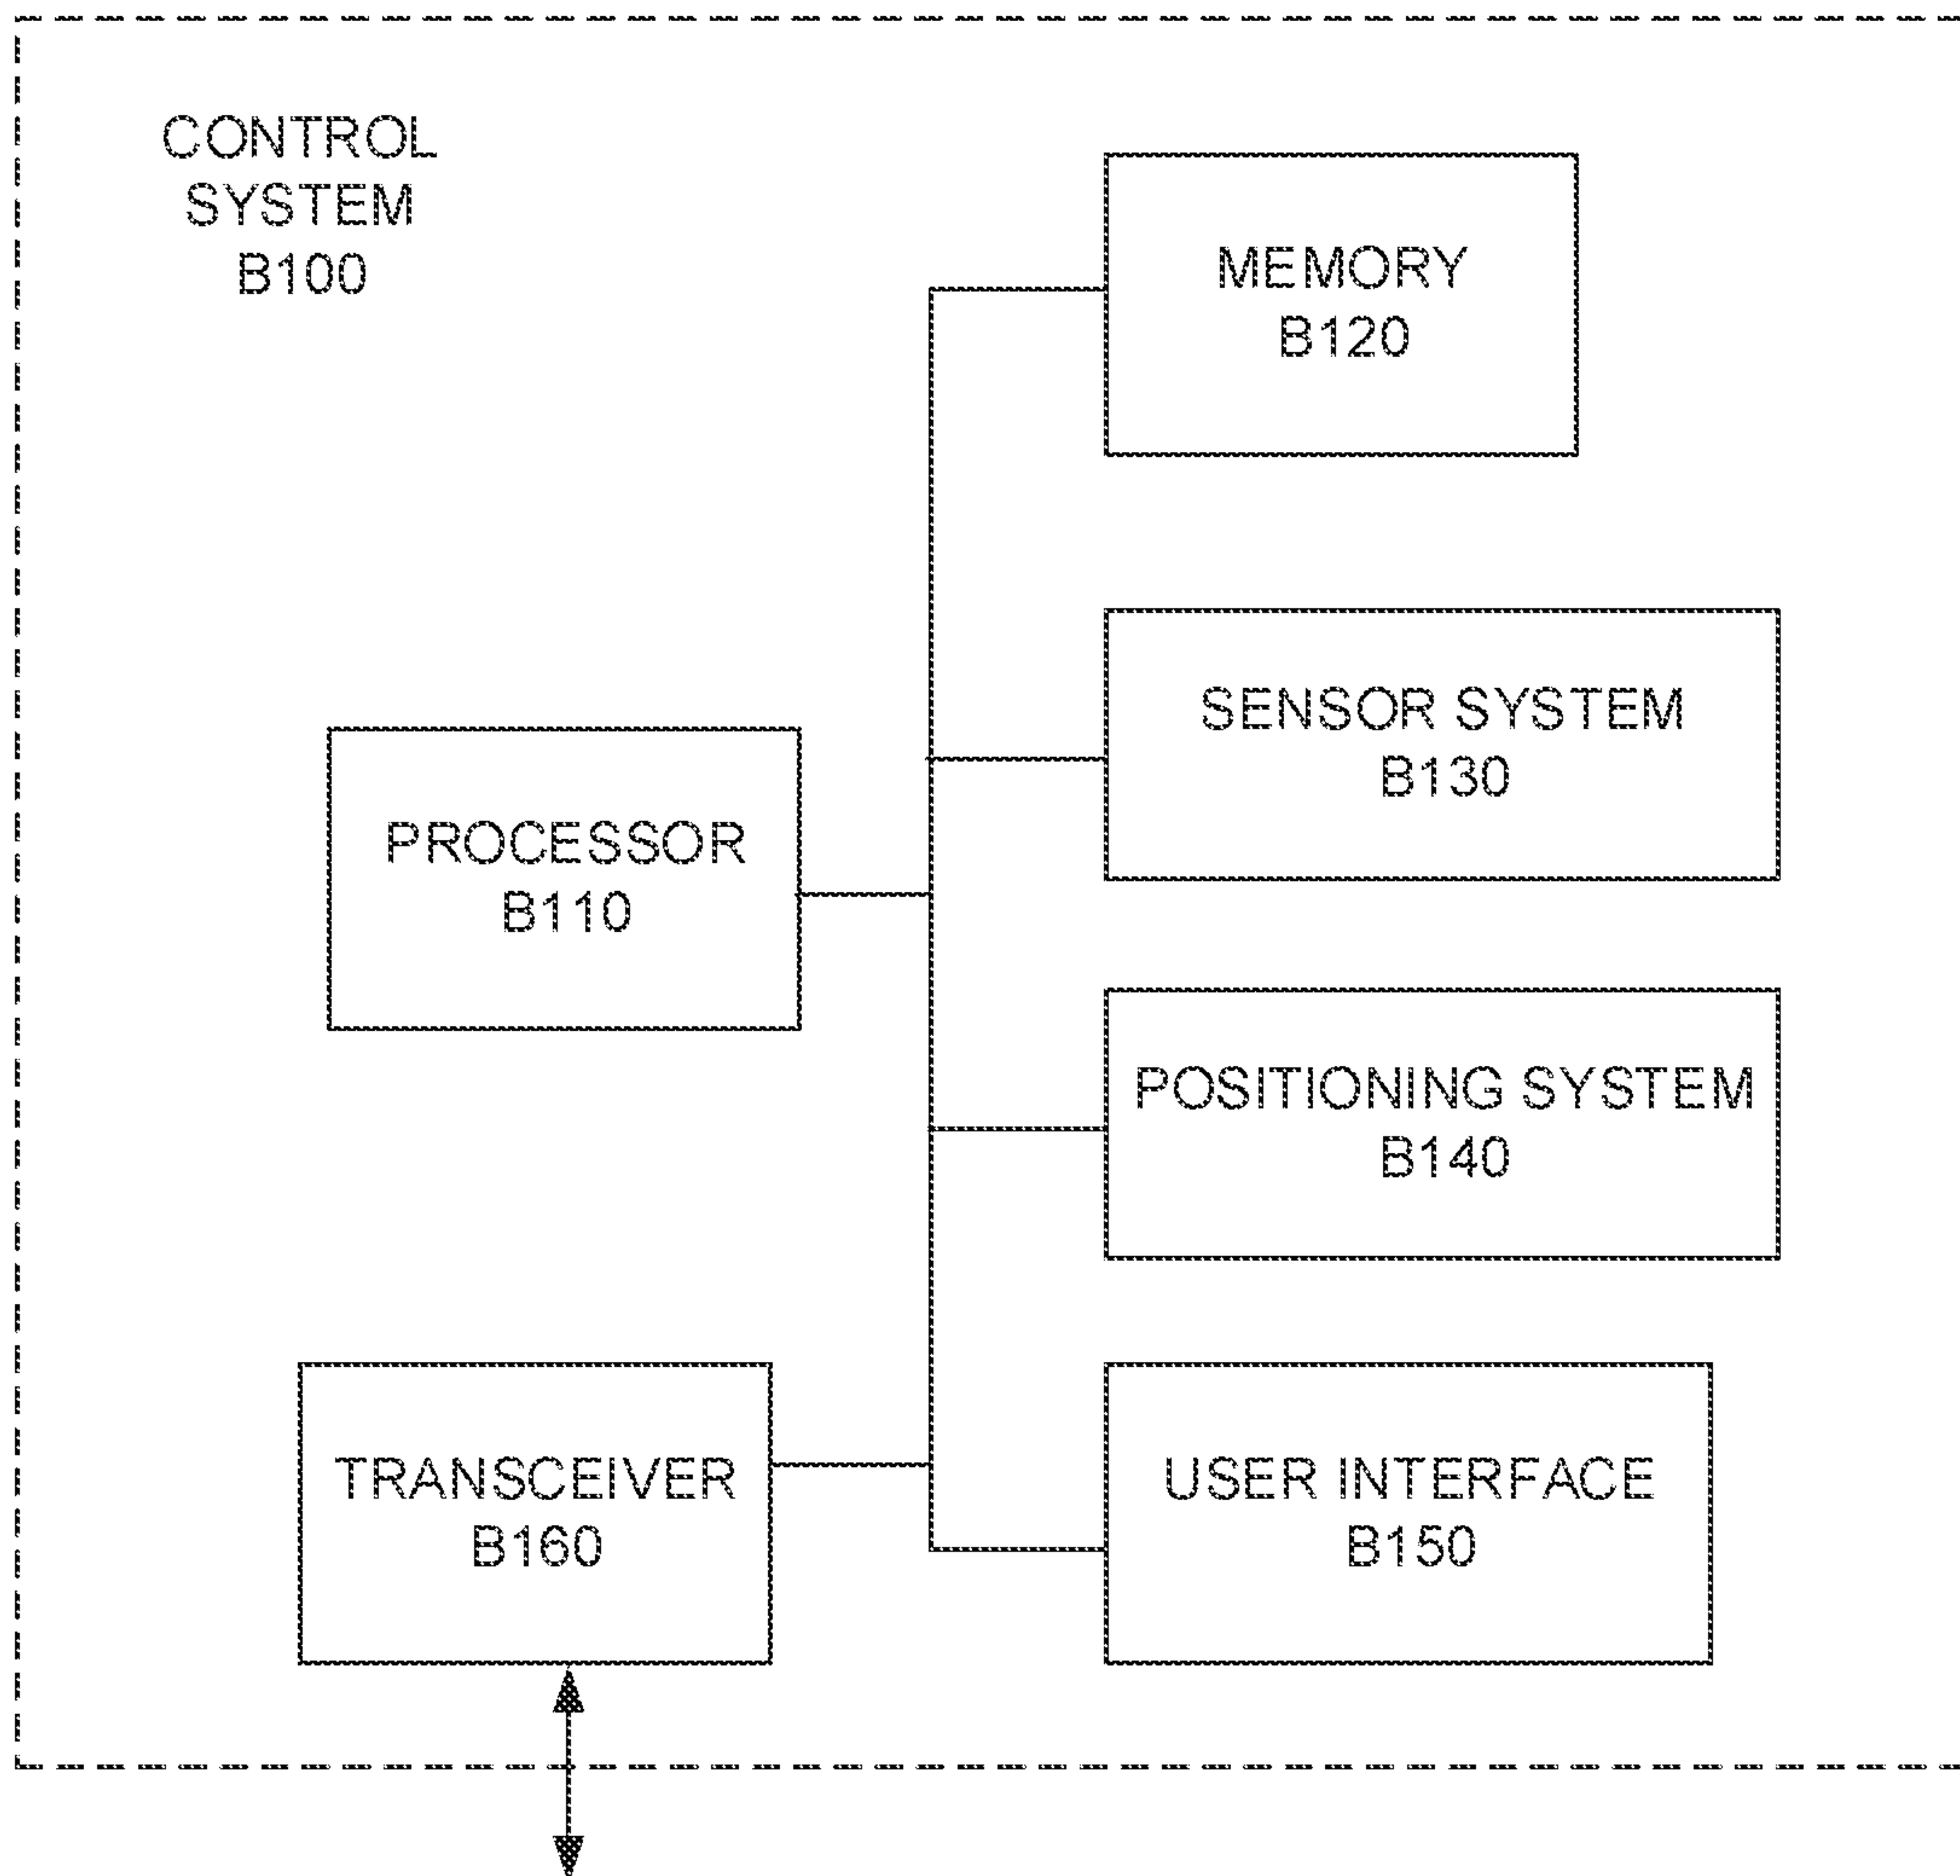 CONTROL
SYSTEM
B100
MEMORY
B120
SENSOR SYSTEM
B130
PROCESSOR
B110
POSITIONING SYSTEM
B140
TRANSCEIVER
B160
USER INTERFACE
B150